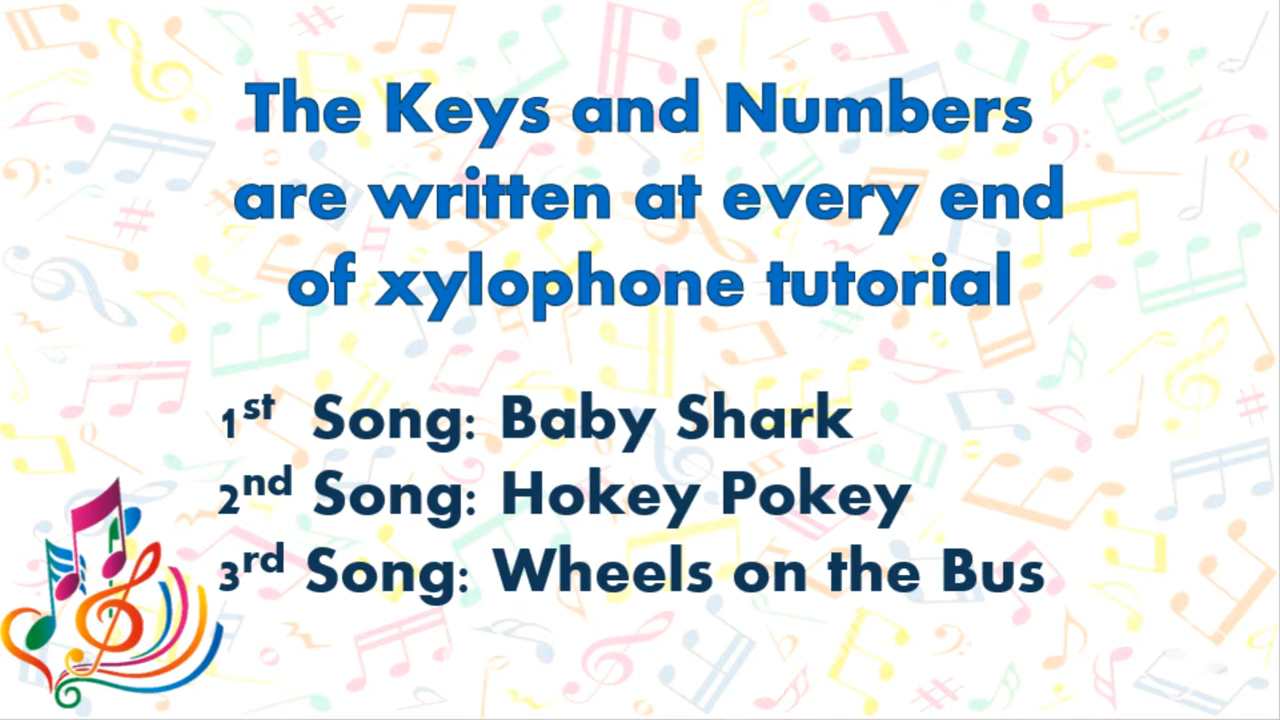 The Keys and Numbers
are written at every end
of xylophone tutorial
1st Song: Baby Shark
2nd Song: Hokey Pokey
3rd Song: Wheels on the Bus